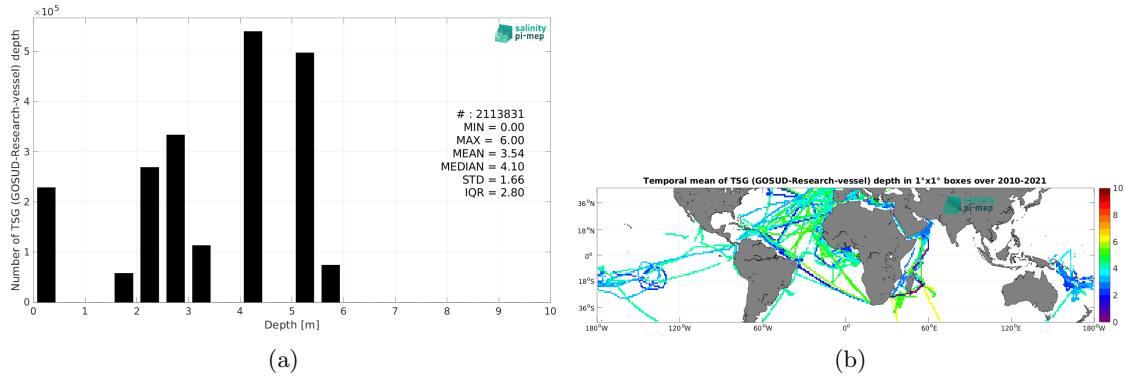 ×10⁵
salinity
pi-mep
Number of TSG (GOSUD-Research-vessel) depth
5
4
3
2
1
0
# : 2113831
MIN = 0.00
MAX = 6.00
MEAN = 3.54
MEDIAN = 4.10
STD = 1.66
IQR = 2.80
0 1 2 3 4 5 6 7 8 9 10
Depth [m]
(a)
Temporal mean of TSG (GOSUD-Research-vessel) depth in 1°x1° boxes over 2010-2021
salinity
pi-mep
36°N
18°N
0°
18°S
36°S
180°W 120°W 60°W 0° 60°E 120°E 180°W
10
8
6
4
2
0
(b)